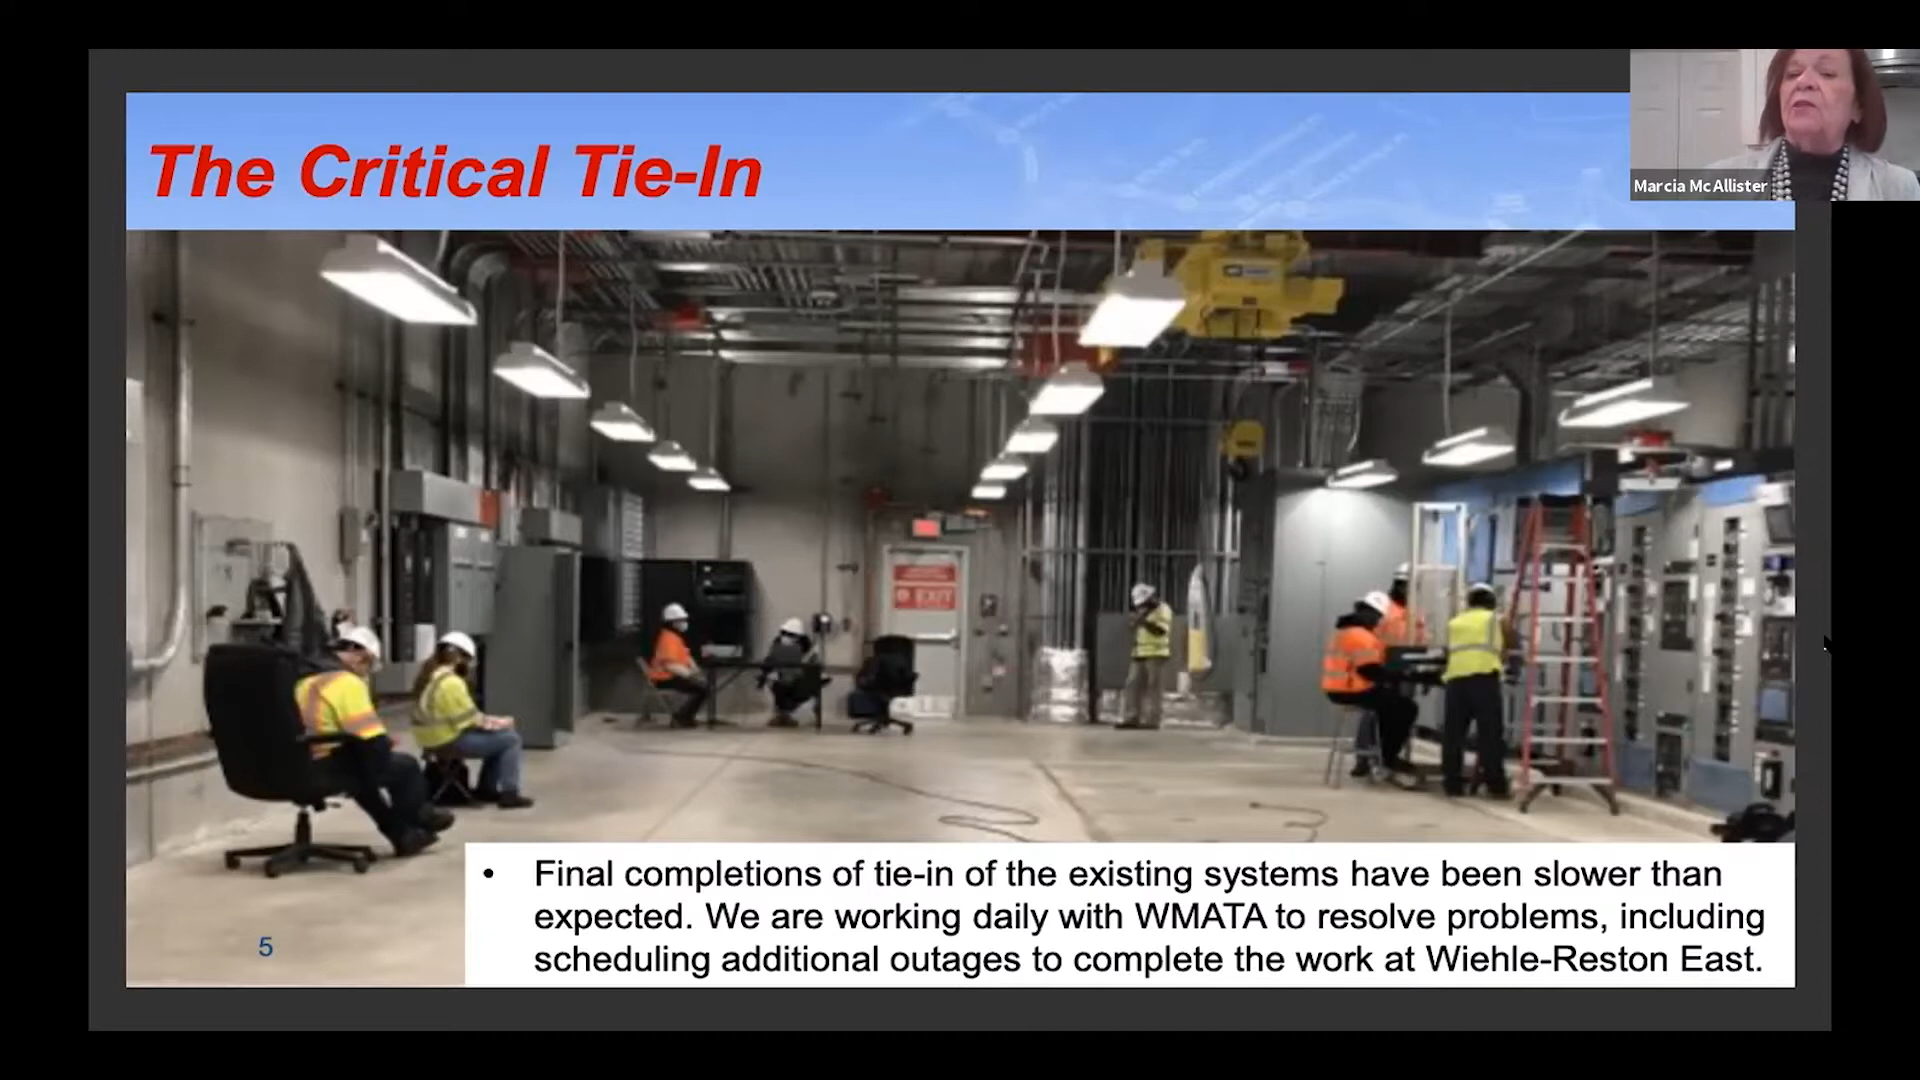 The Critical Tie-In
Marcia McAllister
EXIT
• Final completions of tie-in of the existing systems have been slower than
expected. We are working daily with WMATA to resolve problems, including
scheduling additional outages to complete the work at Wiehle-Reston East.
5